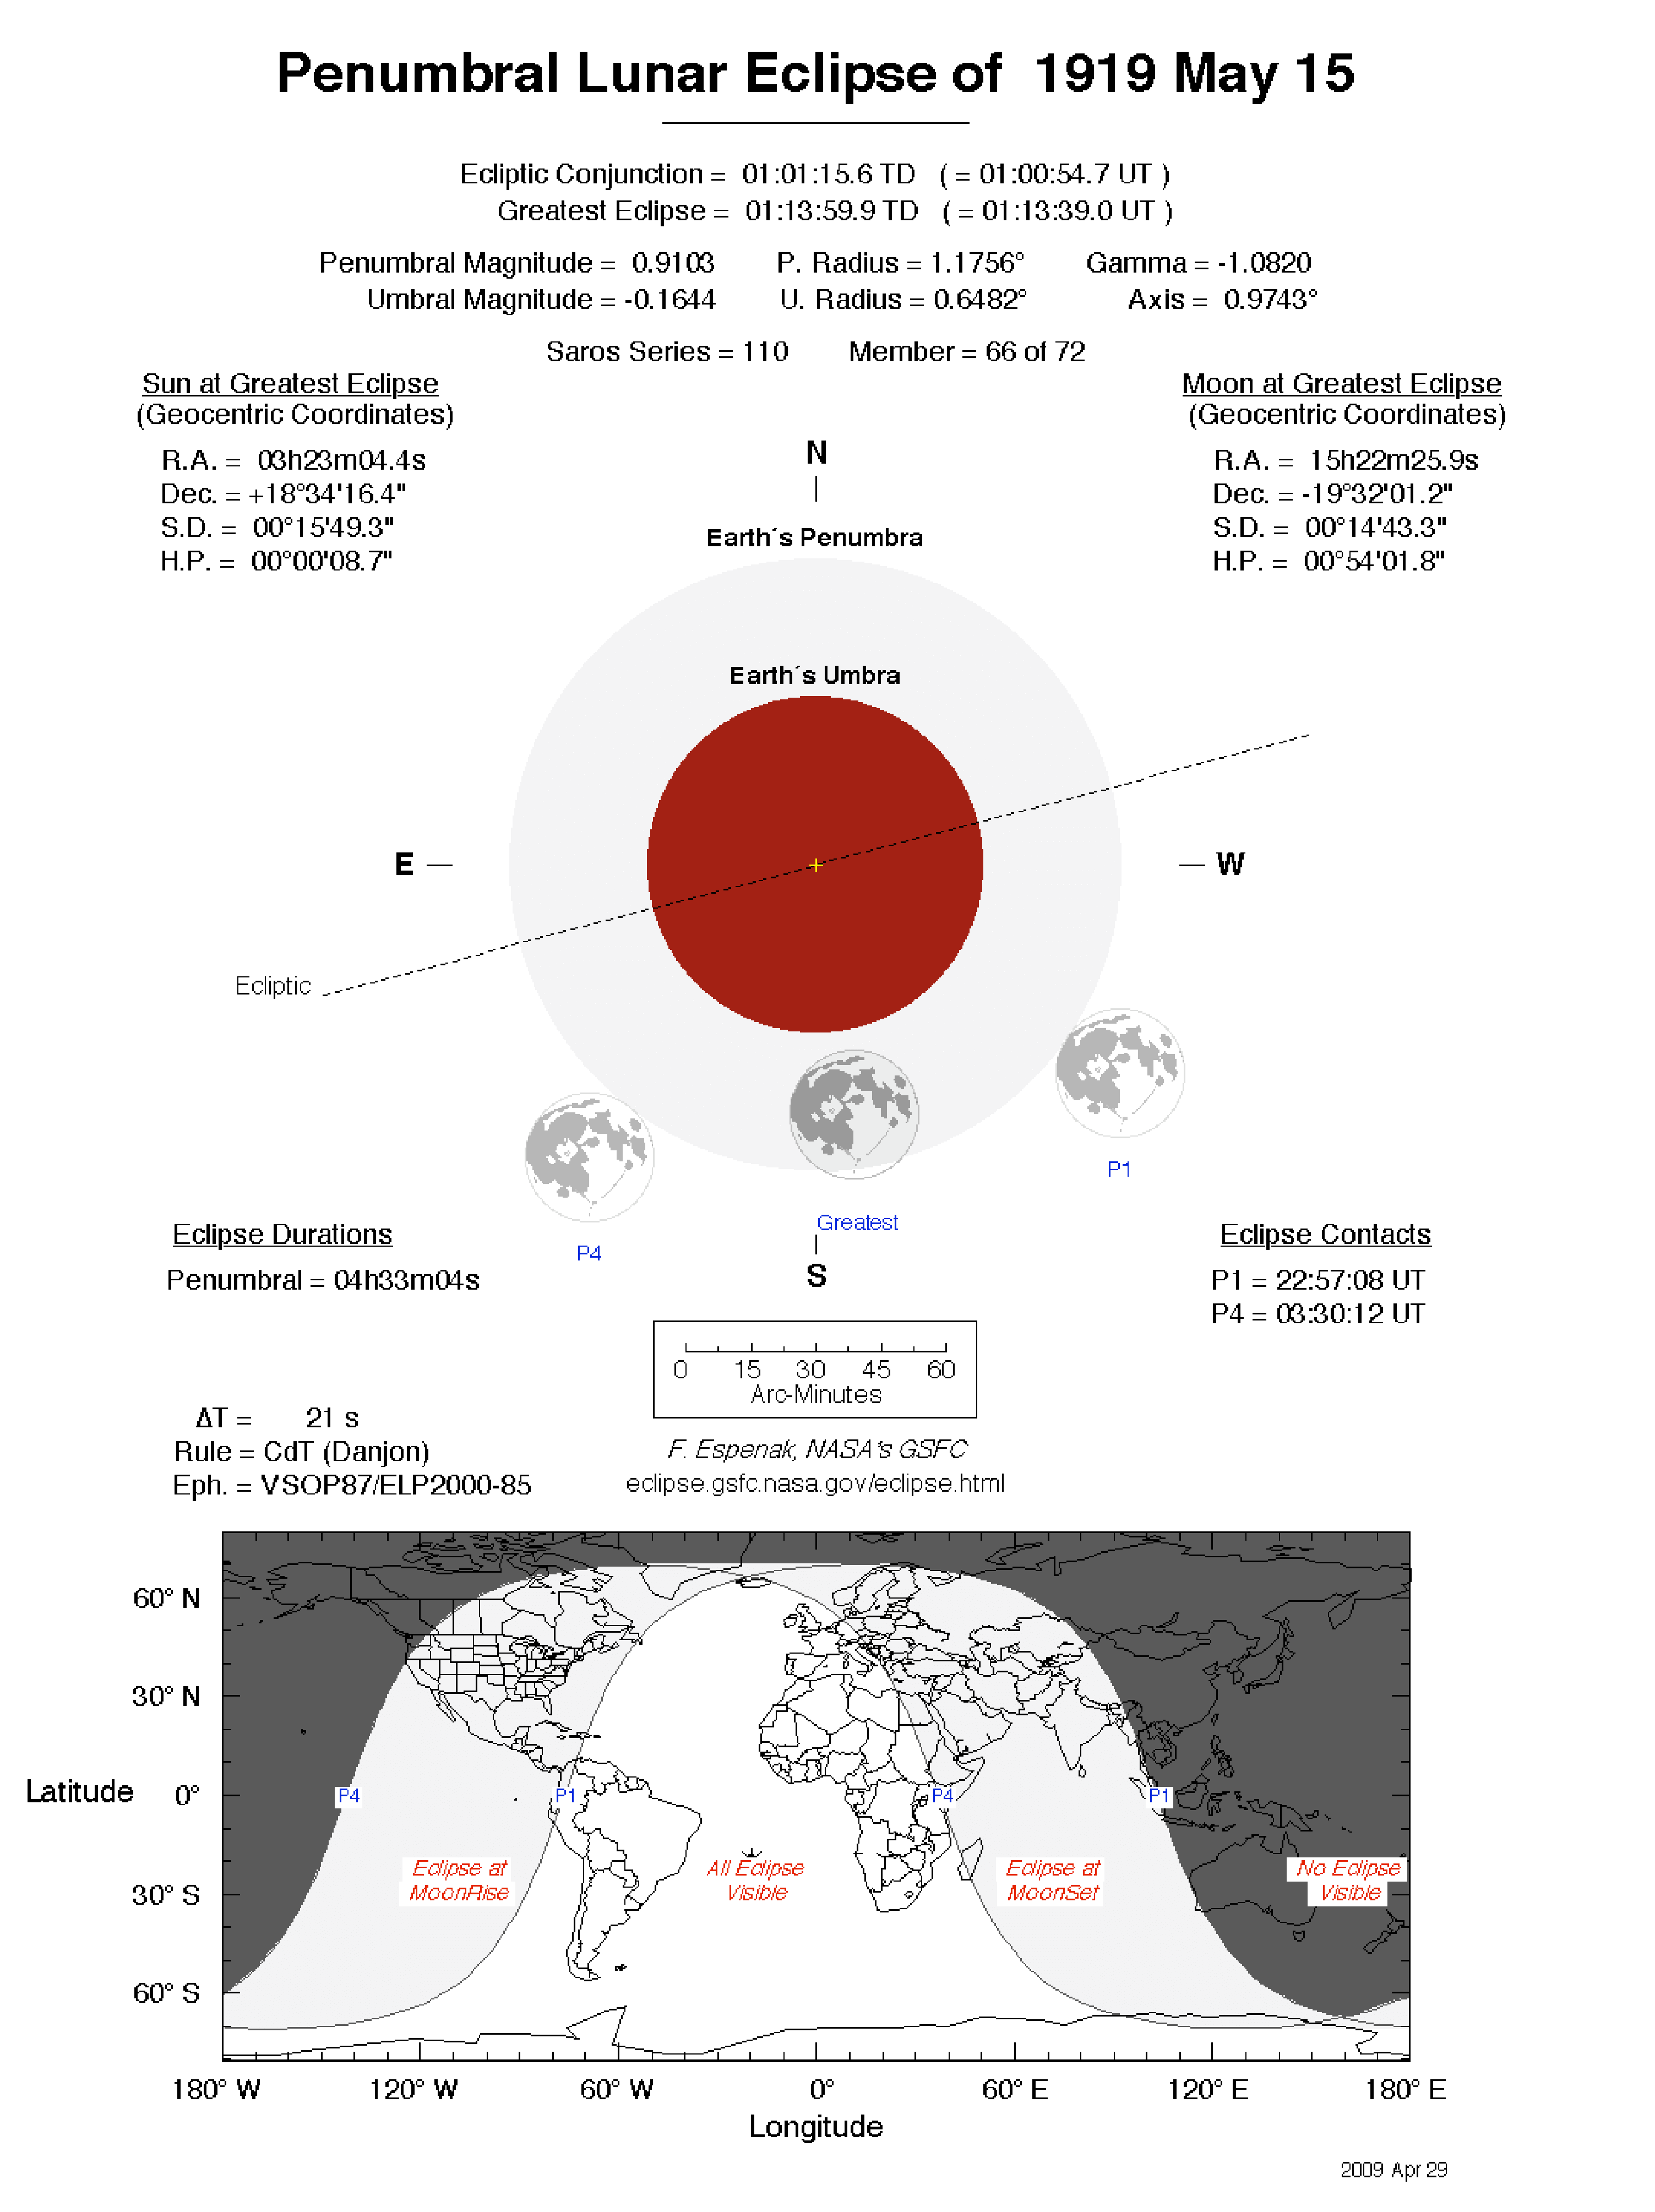 Penumbral Lunar Eclipse of 1919 May 15
Ecliptic Conjunction = 01:01:15.6 TD ( = 01:00:54.7 UT )
Greatest Eclipse = 01:13:59.9 TD ( = 01:13:39.0 UT )
Penumbral Magnitude = 0.9103 P. Radius = 1.1756° Gamma = -1.0820
Umbral Magnitude = -0.1644 U. Radius = 0.6482° Axis = 0.9743°
Saros Series = 110 Member = 66 of 72
Sun at Greatest Eclipse
(Geocentric Coordinates)
R.A. = 03h23m04.4s
Dec. = +18°34'16.4"
S.D. = 00°15'49.3"
H.P. = 00°00'08.7"
Moon at Greatest Eclipse
(Geocentric Coordinates)
R.A. = 15h22m25.9s
Dec. = -19°32'01.2"
S.D. = 00°14'43.3"
H.P. = 00°54'01.8"
N
Earth´s Penumbra
Earth´s Umbra
E
W
Ecliptic
P1
Greatest
P4
S
Eclipse Durations
Penumbral = 04h33m04s
Eclipse Contacts
P1 = 22:57:08 UT
P4 = 03:30:12 UT
0 15 30 45 60
Arc-Minutes
ΔT = 21 s
Rule = CdT (Danjon)
Eph. = VSOP87/ELP2000-85
F. Espenak, NASA's GSFC
eclipse.gsfc.nasa.gov/eclipse.html
60° N
30° N
Latitude 0°
30° S
60° S
P4 P1 P4 P1
Eclipse at
MoonRise
All Eclipse
Visible
Eclipse at
MoonSet
No Eclipse
Visible
180° W 120° W 60° W 0° 60° E 120° E 180° E
Longitude
2009 Apr 29